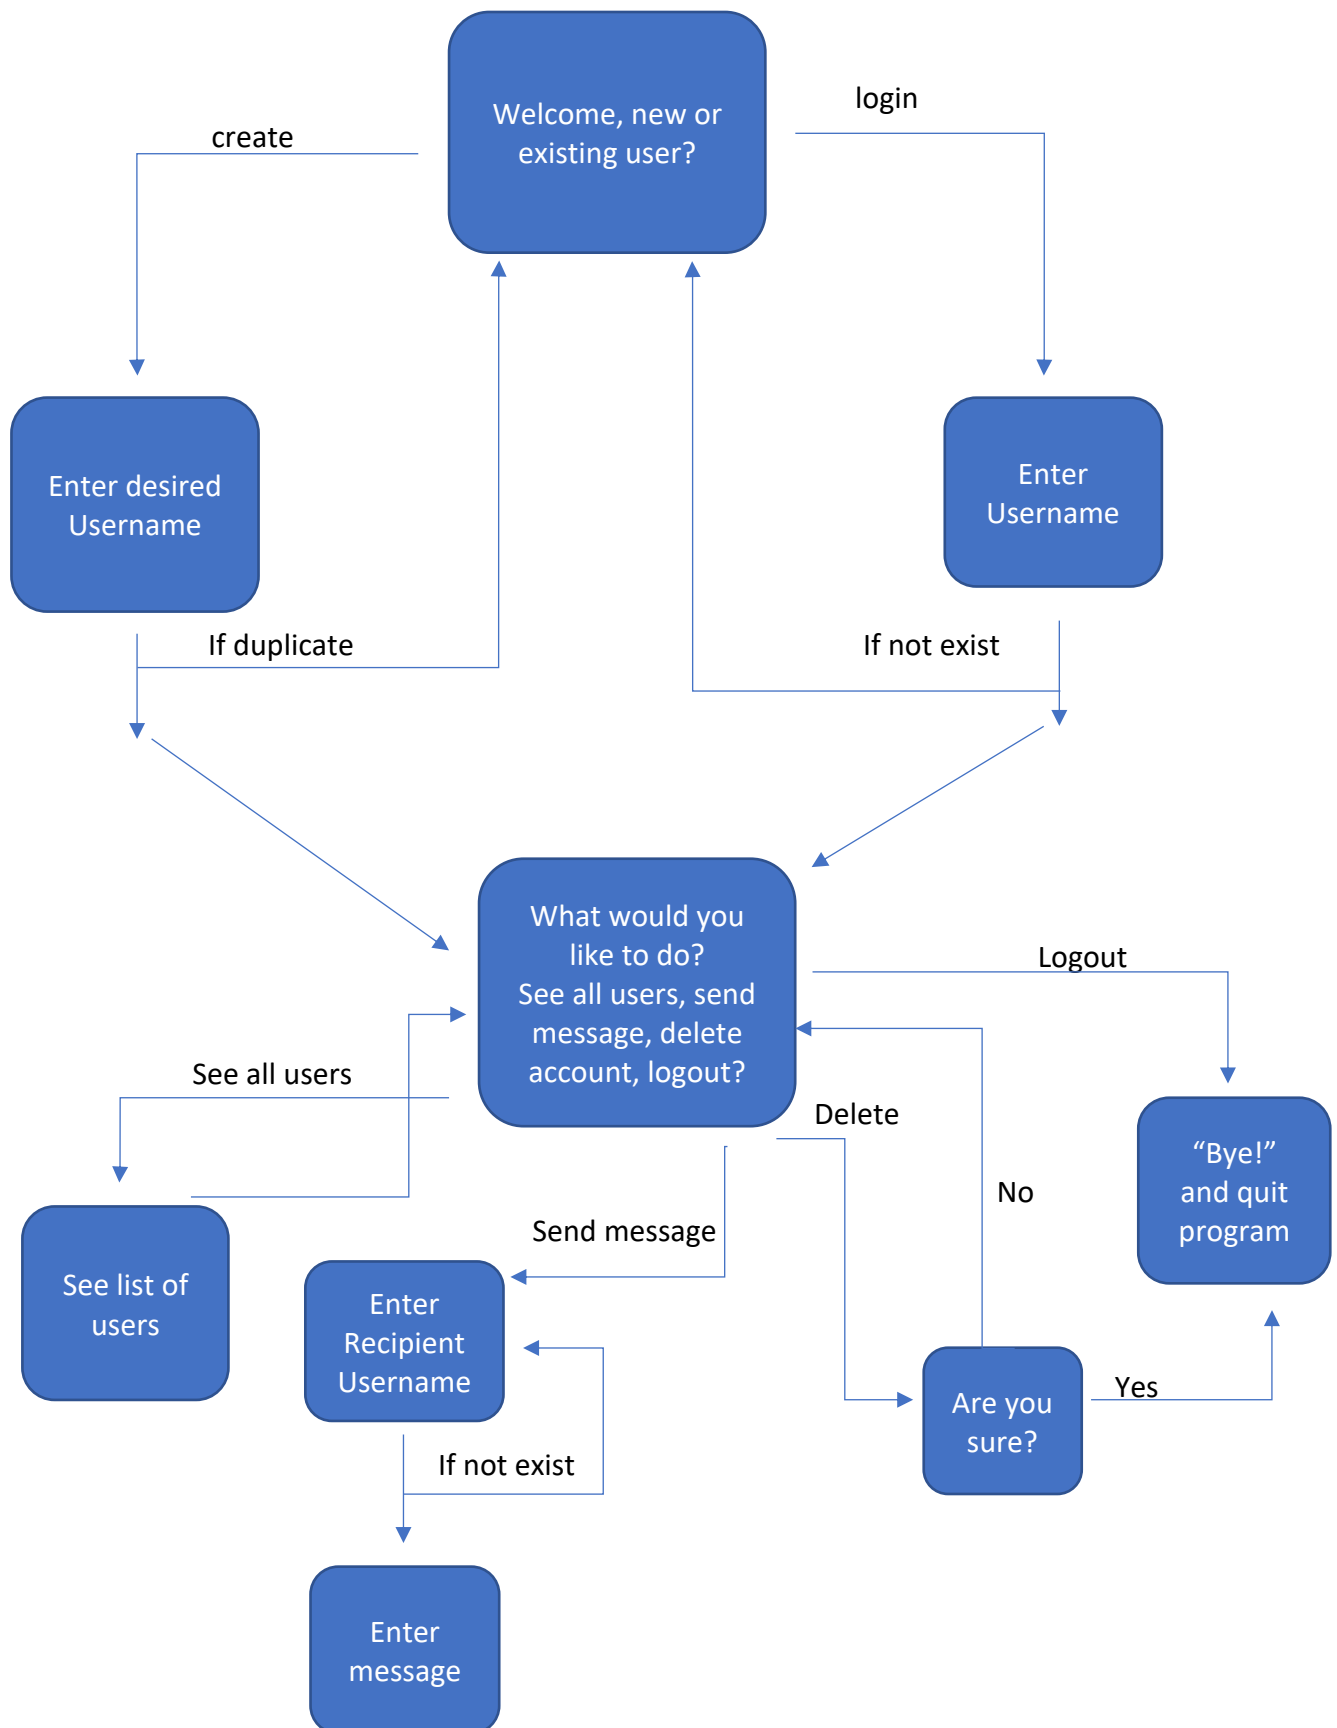 Welcome, new or
existing user?
login
create
Enter desired
Username
Enter
Username
If duplicate
If not exist
What would you
like to do?
See all users, send
message, delete
account, logout?
Logout
See all users
Delete
“Bye!”
and quit
program
No
Send message
See list of
users
Enter
Recipient
Username
Are you
sure?
Yes
If not exist
Enter
message